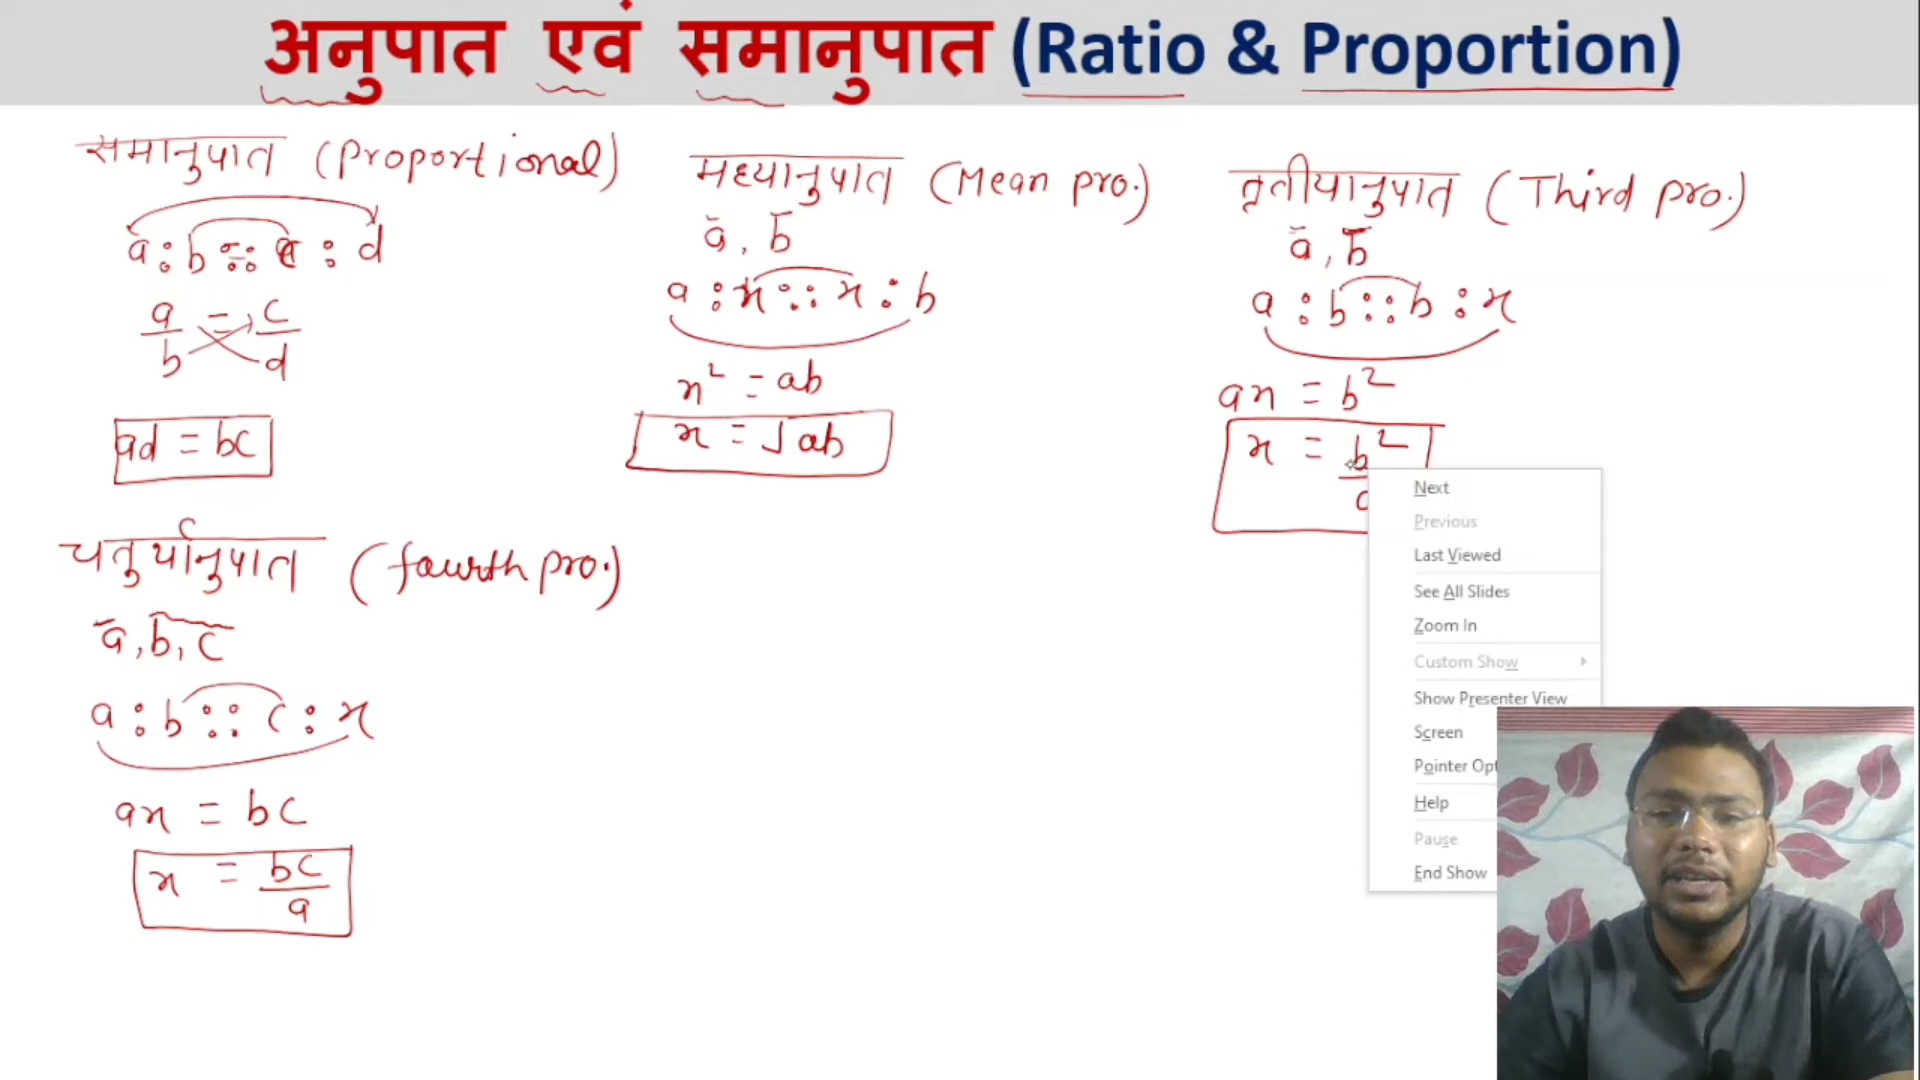 अनुपात एवं समानुपात (Ratio & Proportion)
समानुपात (Proportional)
a : b :: c : d
a/b = c/d
ad = bc
मध्यानुपात (Mean pro.)
a, b
a : x :: x : b
x² = ab
x = √ab
तृतीयानुपात (Third pro.)
a, b
a : b :: b : x
ax = b²
x = b²
चतुर्थानुपात (fourth pro.)
a, b, c
a : b :: c : x
ax = bc
x = bc/a
Next
Previous
Last Viewed
See All Slides
Zoom In
Custom Show
Show Presenter View
Screen
Pointer Opt
Help
Pause
End Show